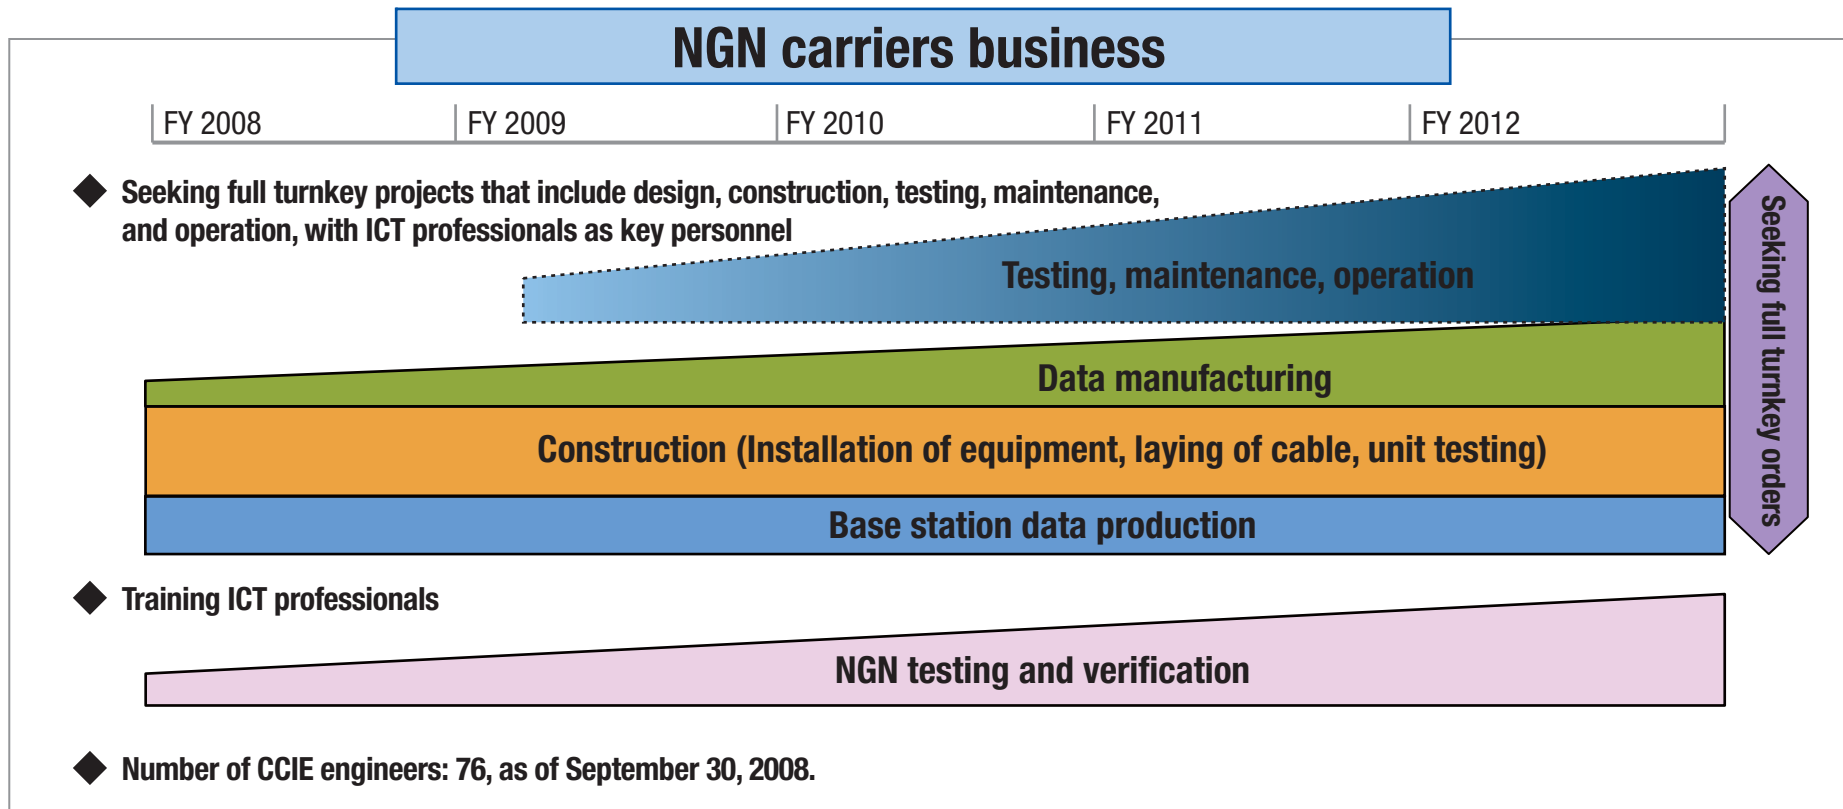 NGN carriers business
FY 2008
FY 2009
FY 2010
FY 2011
FY 2012
◆ Seeking full turnkey projects that include design, construction, testing, maintenance,
and operation, with ICT professionals as key personnel
Testing, maintenance, operation
Data manufacturing
Construction (Installation of equipment, laying of cable, unit testing)
Base station data production
Seeking full turnkey orders
◆ Training ICT professionals
NGN testing and verification
◆ Number of CCIE engineers: 76, as of September 30, 2008.